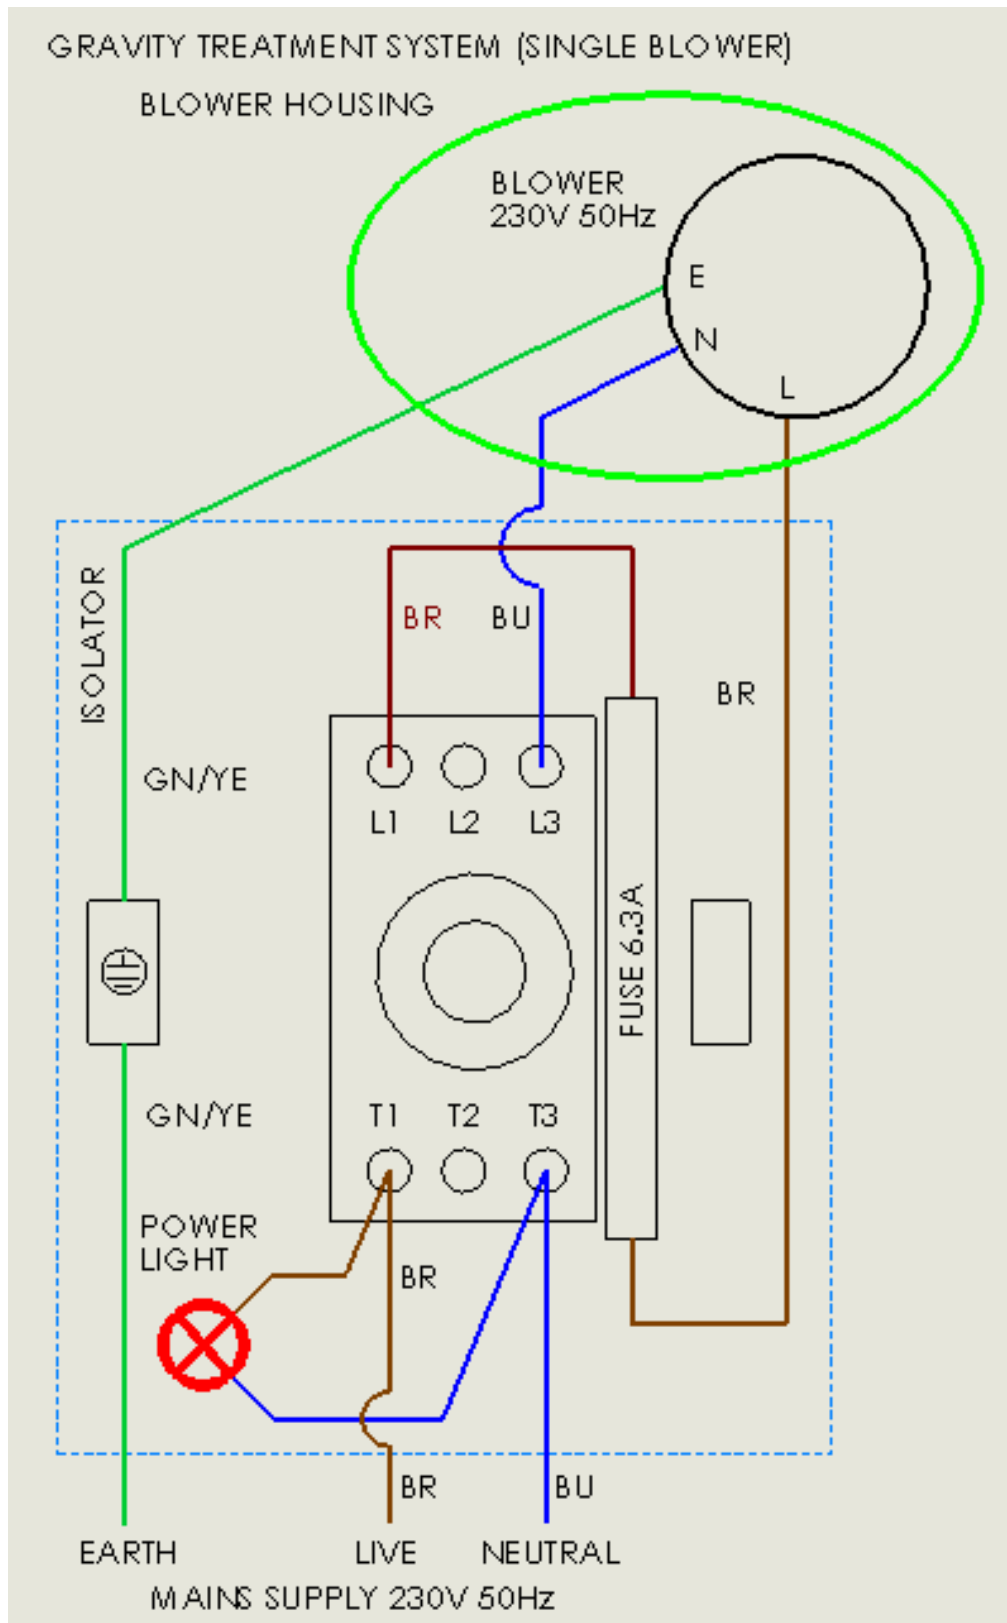 GRAVITY TREATMENT SYSTEM (SINGLE BLOWER)
BLOWER HOUSING
BLOWER
230V 50Hz
E
N
L
ISOLATOR
BR
BU
BR
GN/YE
L1
L2
L3
FUSE 6.3A
GN/YE
T1
T2
T3
POWER
LIGHT
BR
BR
BU
EARTH
LIVE
NEUTRAL
MAINS SUPPLY 230V 50Hz